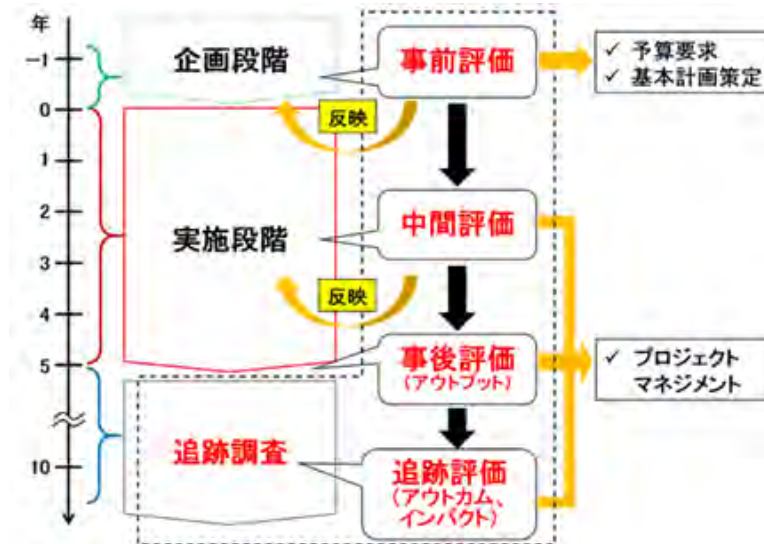 年
-1
0
1
2
3
4
5
10
企画段階
実施段階
追跡調査
事前評価
反映
中間評価
反映
事後評価
(アウトプット)
追跡評価
(アウトカム、
インパクト)
✓ 予算要求
✓ 基本計画策定
✓ プロジェクト
マネジメント